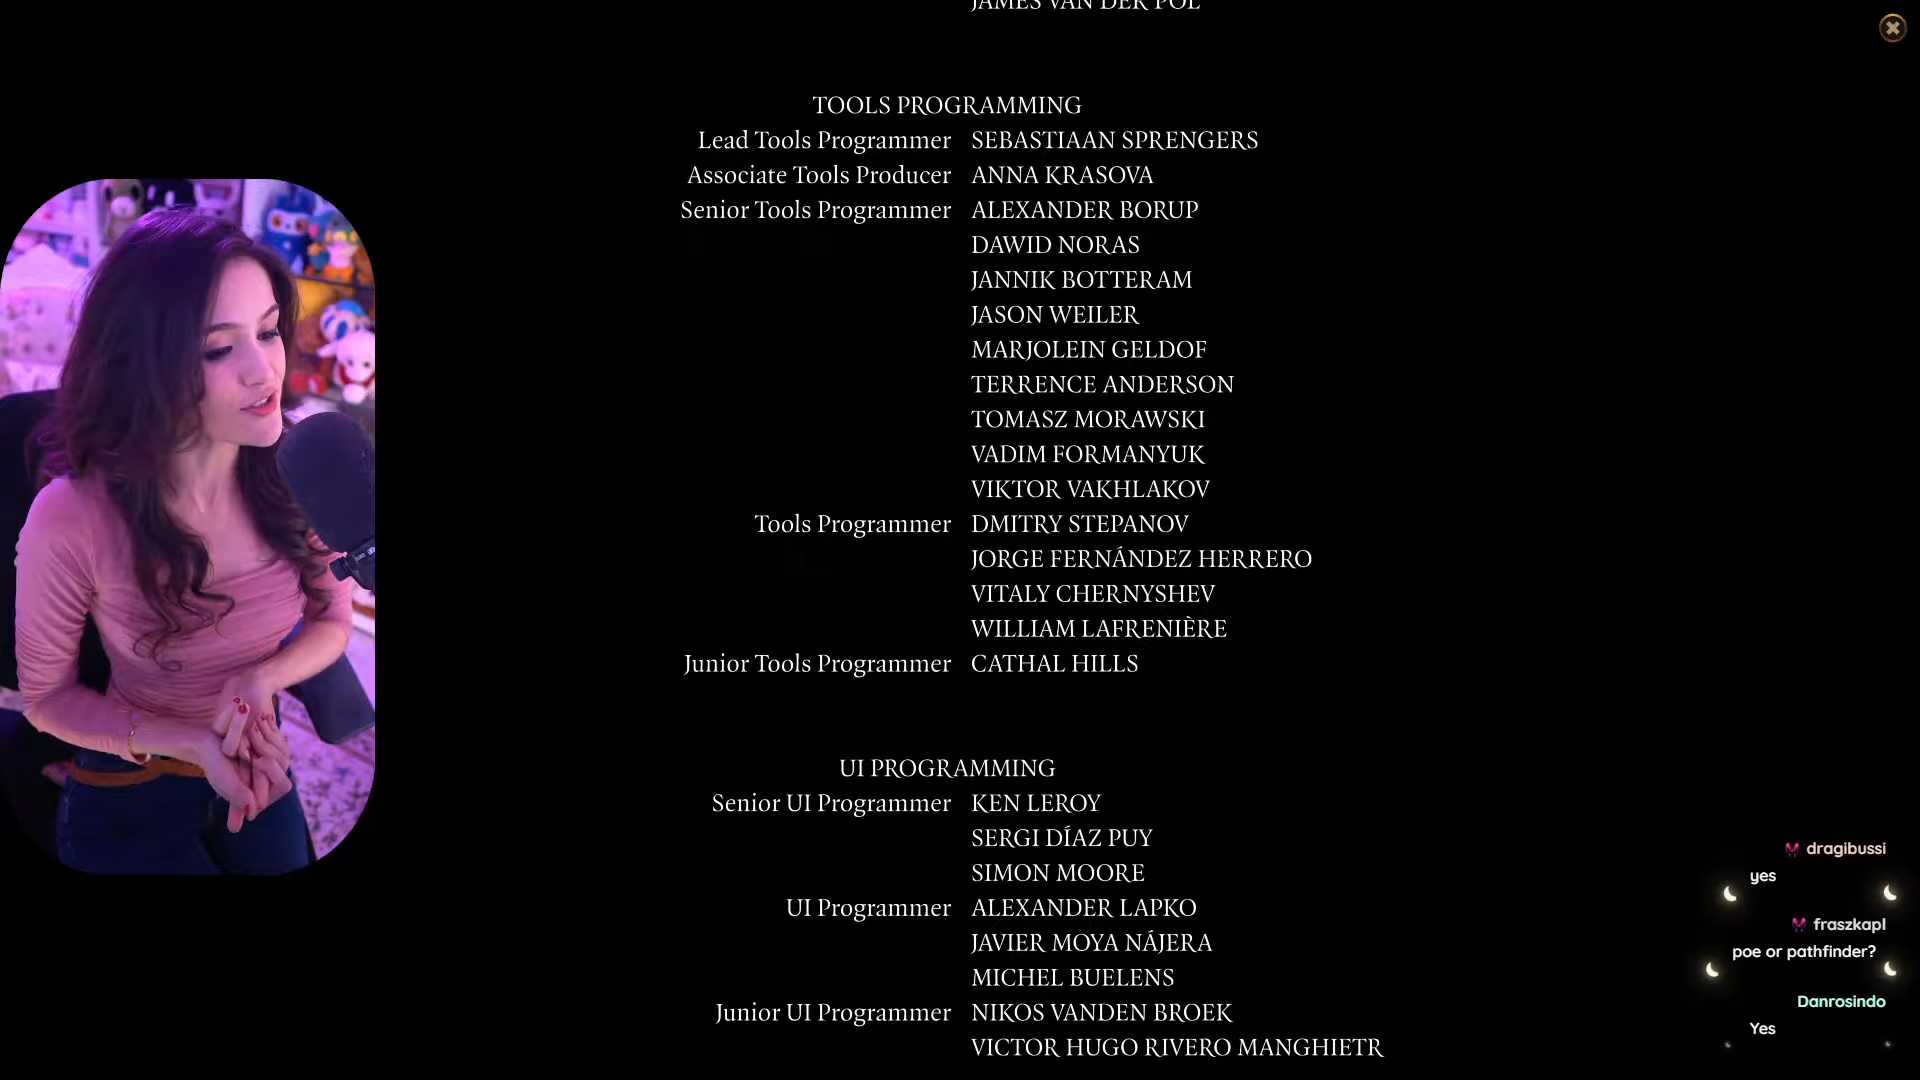 JAMES VAN DER POL
TOOLS PROGRAMMING
Lead Tools Programmer SEBASTIAAN SPRENGERS
Associate Tools Producer ANNA KRASOVA
Senior Tools Programmer ALEXANDER BORUP
DAWID NORAS
JANNIK BOTTERAM
JASON WEILER
MARJOLEIN GELDOF
TERRENCE ANDERSON
TOMASZ MORAWSKI
VADIM FORMANYUK
VIKTOR VAKHLAKOV
Tools Programmer DMITRY STEPANOV
JORGE FERNÁNDEZ HERRERO
VITALY CHERNYSHEV
WILLIAM LAFRENIÈRE
Junior Tools Programmer CATHAL HILLS
UI PROGRAMMING
Senior UI Programmer KEN LEROY
SERGI DÍAZ PUY
SIMON MOORE
UI Programmer ALEXANDER LAPKO
JAVIER MOYA NÁJERA
MICHEL BUELENS
Junior UI Programmer NIKOS VANDEN BROEK
VICTOR HUGO RIVERO MANGHIETR
dragibussi
yes
fraszkapl
poe or pathfinder?
Danrosindo
Yes